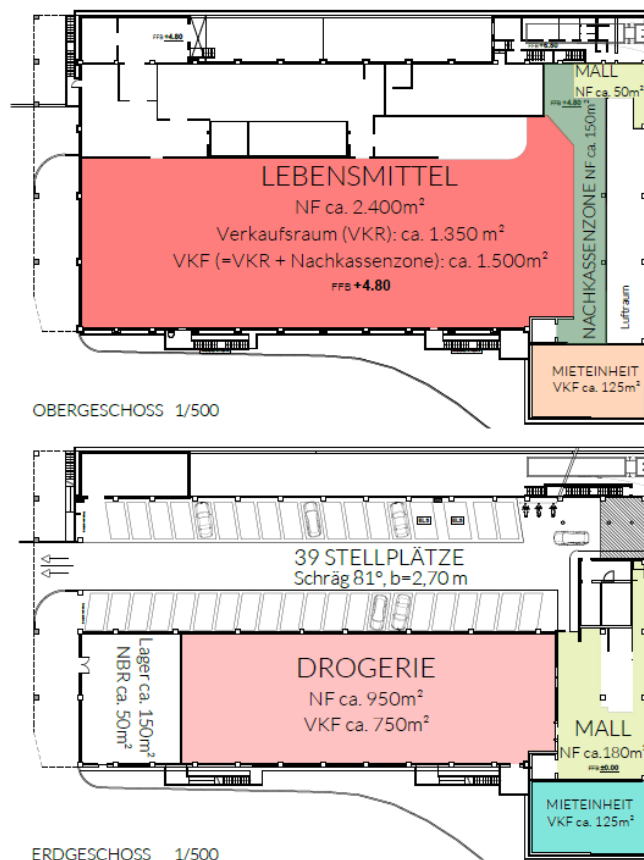 FFB +4.80
MALL
NF ca. 50m²
FFB +4.80
LEBENSMITTEL
NF ca. 2.400m²
Verkaufsraum (VKR): ca. 1.350 m²
VKF (=VKR + Nachkassenzone): ca. 1.500m²
FFB +4.80
NACHKASSENZONE NF ca. 150m²
Luftraum
MIETEINHEIT
VKF ca. 125m²
OBERGESCHOSS 1/500
39 STELLPLÄTZE
Schräg 81°, b=2,70 m
Lager ca. 150m²
NBR ca. 50m²
DROGERIE
NF ca. 950m²
VKF ca. 750m²
MALL
NF ca.180m²
FFB ±0.00
MIETEINHEIT
VKF ca. 125m²
ERDGESCHOSS 1/500